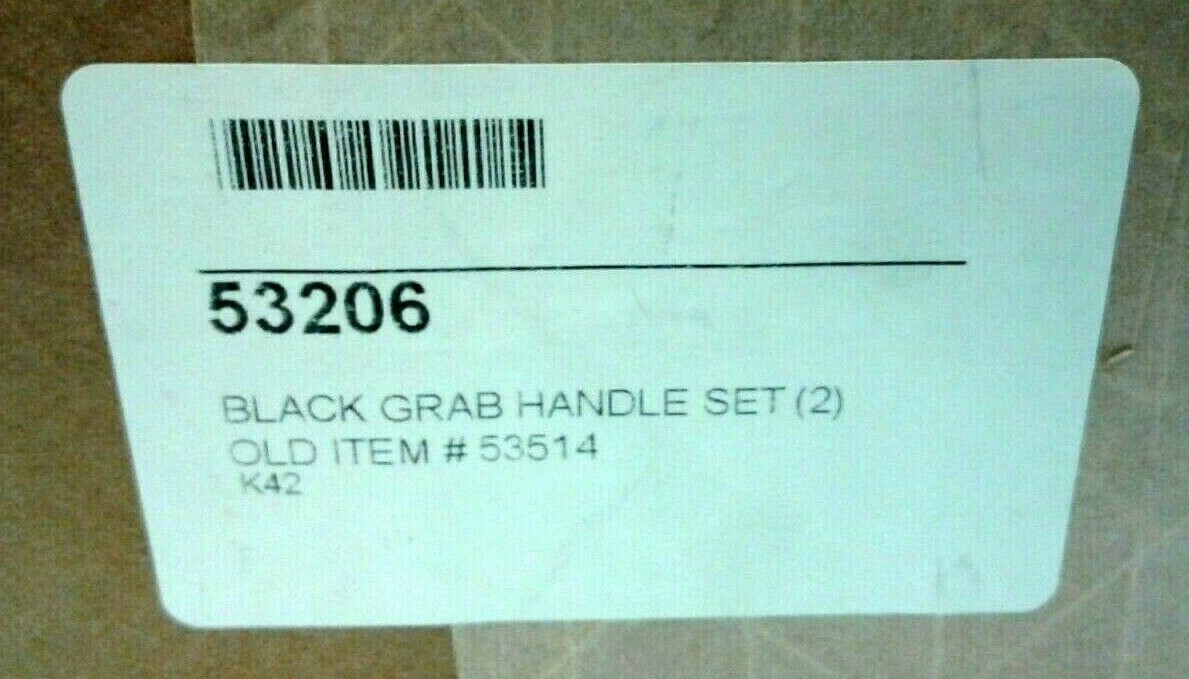 53206
BLACK GRAB HANDLE SET (2)
OLD ITEM # 53514
K42